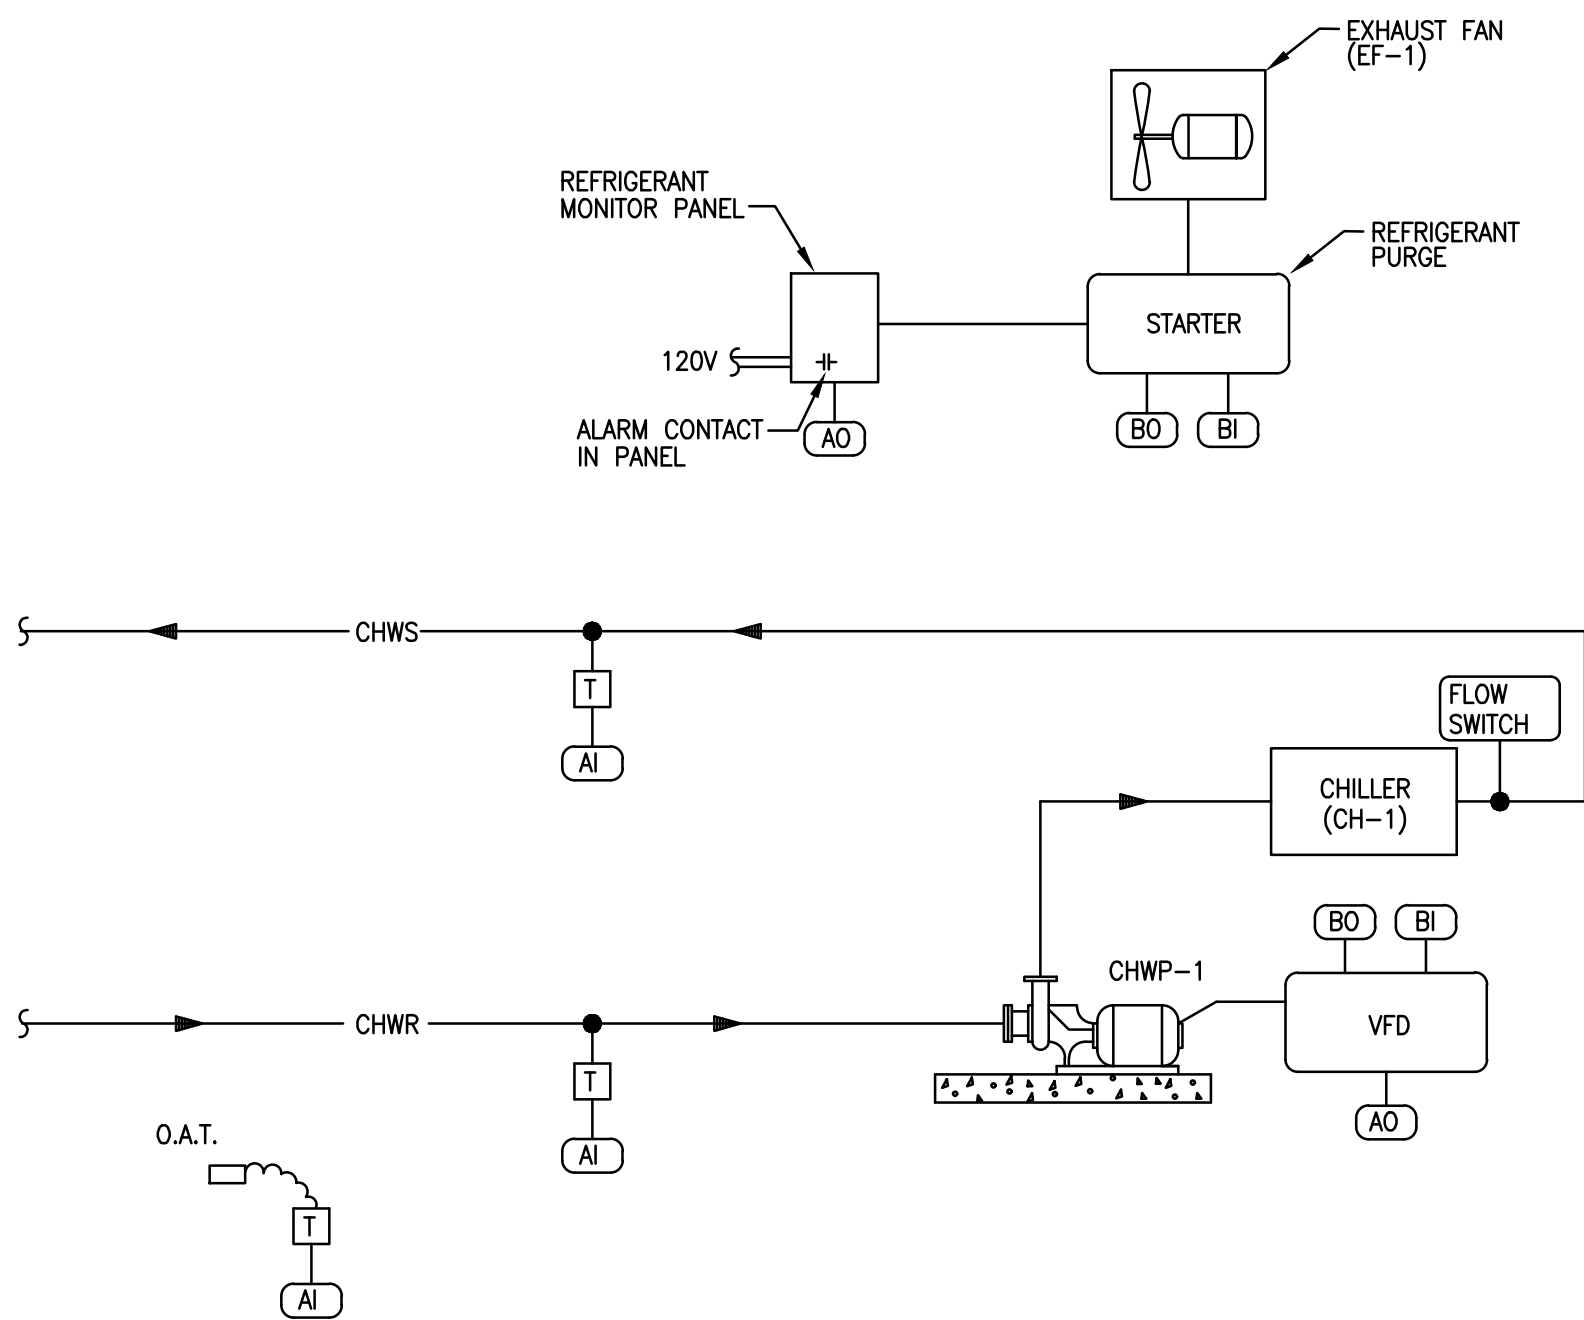 EXHAUST FAN
(EF-1)
REFRIGERANT
MONITOR PANEL
REFRIGERANT
PURGE
STARTER
120V
ALARM CONTACT
IN PANEL
AO
BO
BI
CHWS
T
AI
FLOW
SWITCH
CHILLER
(CH-1)
BO
BI
CHWP-1
CHWR
VFD
T
AI
AO
O.A.T.
T
AI